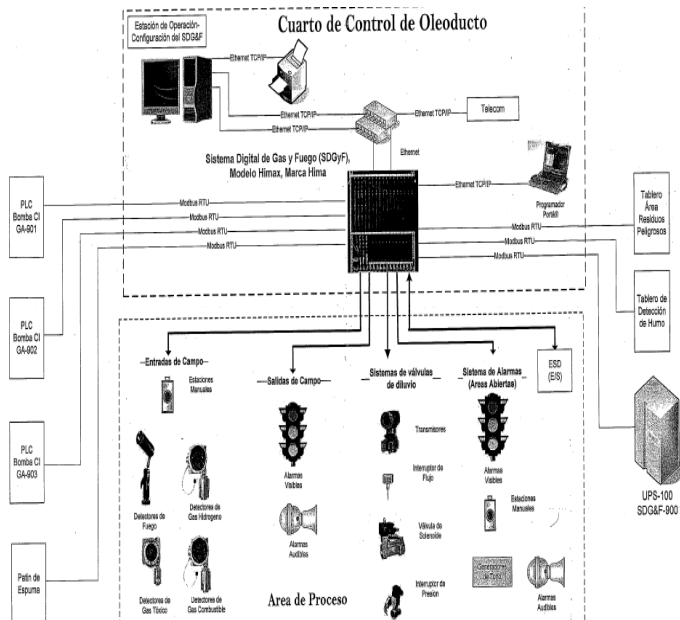 Cuarto de Control de Oleoducto
Estación de Operación-
Configuración del SDG&F
Ethernet TCP/IP
Ethernet TCP/IP
Ethernet TCP/IP
Ethernet TCP/IP
Telecom
Ethernet
Sistema Digital de Gas y Fuego (SDGyF),
Modelo Himax, Marca Hima
Ethernet TCP/IP
Programador
Portátil
PLC
Bomba CI
GA-901
Modbus RTU
Modbus RTU
Modbus RTU
Modbus RTU
Modbus RTU
Modbus RTU
Modbus RTU
Tablero
Área
Residuos
Peligrosos
PLC
Bomba CI
GA-902
Tablero de
Detección
de Humo
PLC
Bomba CI
GA-903
Patín de
Espuma
UPS-100
SDG&F-900
Entradas de Campo
Estaciones
Manuales
Detectores de
Fuego
Detectores de
Gas Hidrogeno
Detectores de
Gas Tóxico
Detectores de
Gas Combustible
Salidas de Campo
Alarmas
Visibles
Alarmas
Audibles
Sistemas de válvulas
de diluvio
Transmisores
Interruptor de
Flujo
Válvula de
Solenoide
Interruptor de
Presion
Sistema de Alarmas
(Areas Abiertas)
Alarmas
Visibles
Estaciones
Manuales
Alarmas
Audibles
ESD
(E/S)
Area de Proceso